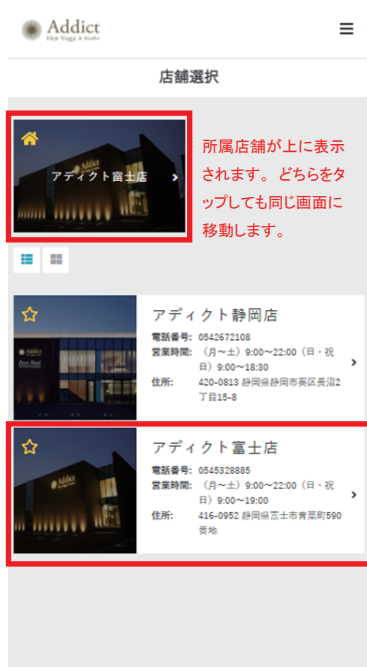 Addict
Hot Yoga & Studio
店舗選択
アディクト富士店
所属店舗が上に表示
されます。どちらをタ
ップしても同じ画面に
移動します。
アディクト静岡店
電話番号: 0542672108
営業時間: （月～土）9:00～22:00（日・祝
日）9:00～18:30
住所: 420-0813 静岡県静岡市葵区長沼2
丁目15-8
アディクト富士店
電話番号: 0545328885
営業時間: （月～土）9:00～22:00（日・祝
日）9:00～19:00
住所: 416-0952 静岡県富士市青葉町590
番地
Addict
Addict